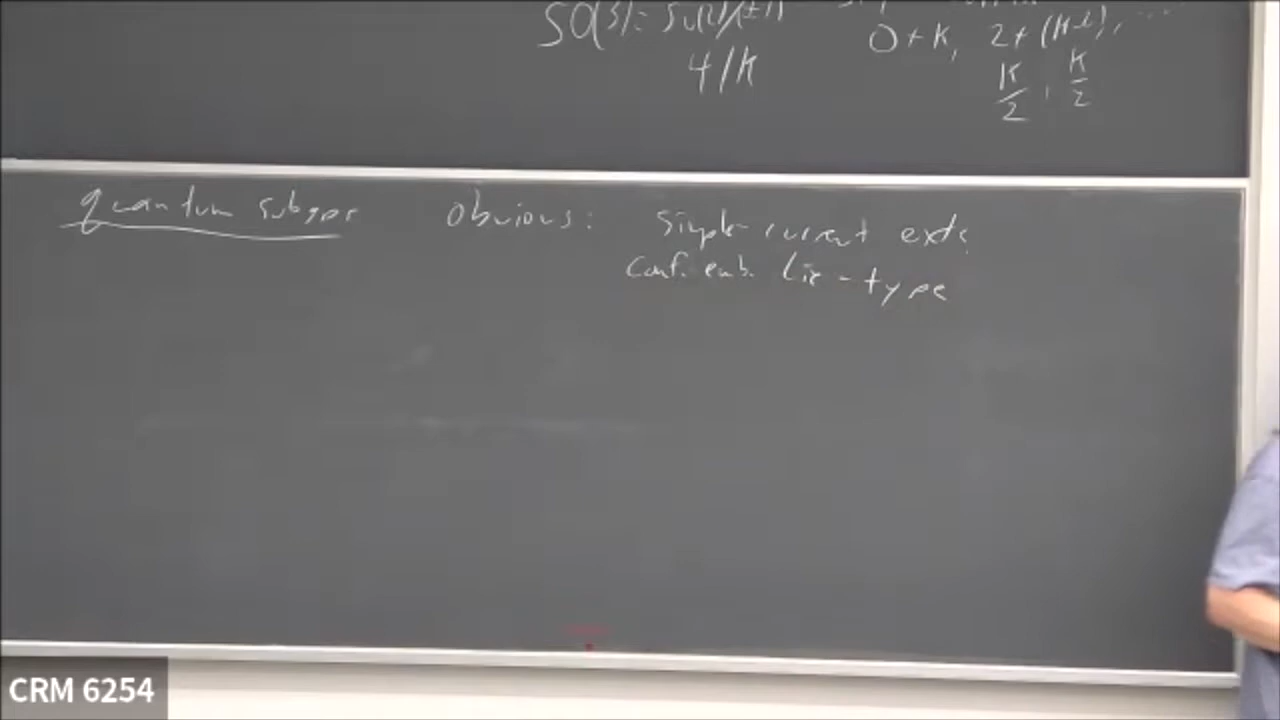 SO(3) = SU(2)/{±1}
4/K
0+K, 2+(K-2), ...
K/2, K/2
quantum subgps obvious: simple-current exts
conf. emb. Lie-type
CRM 6254